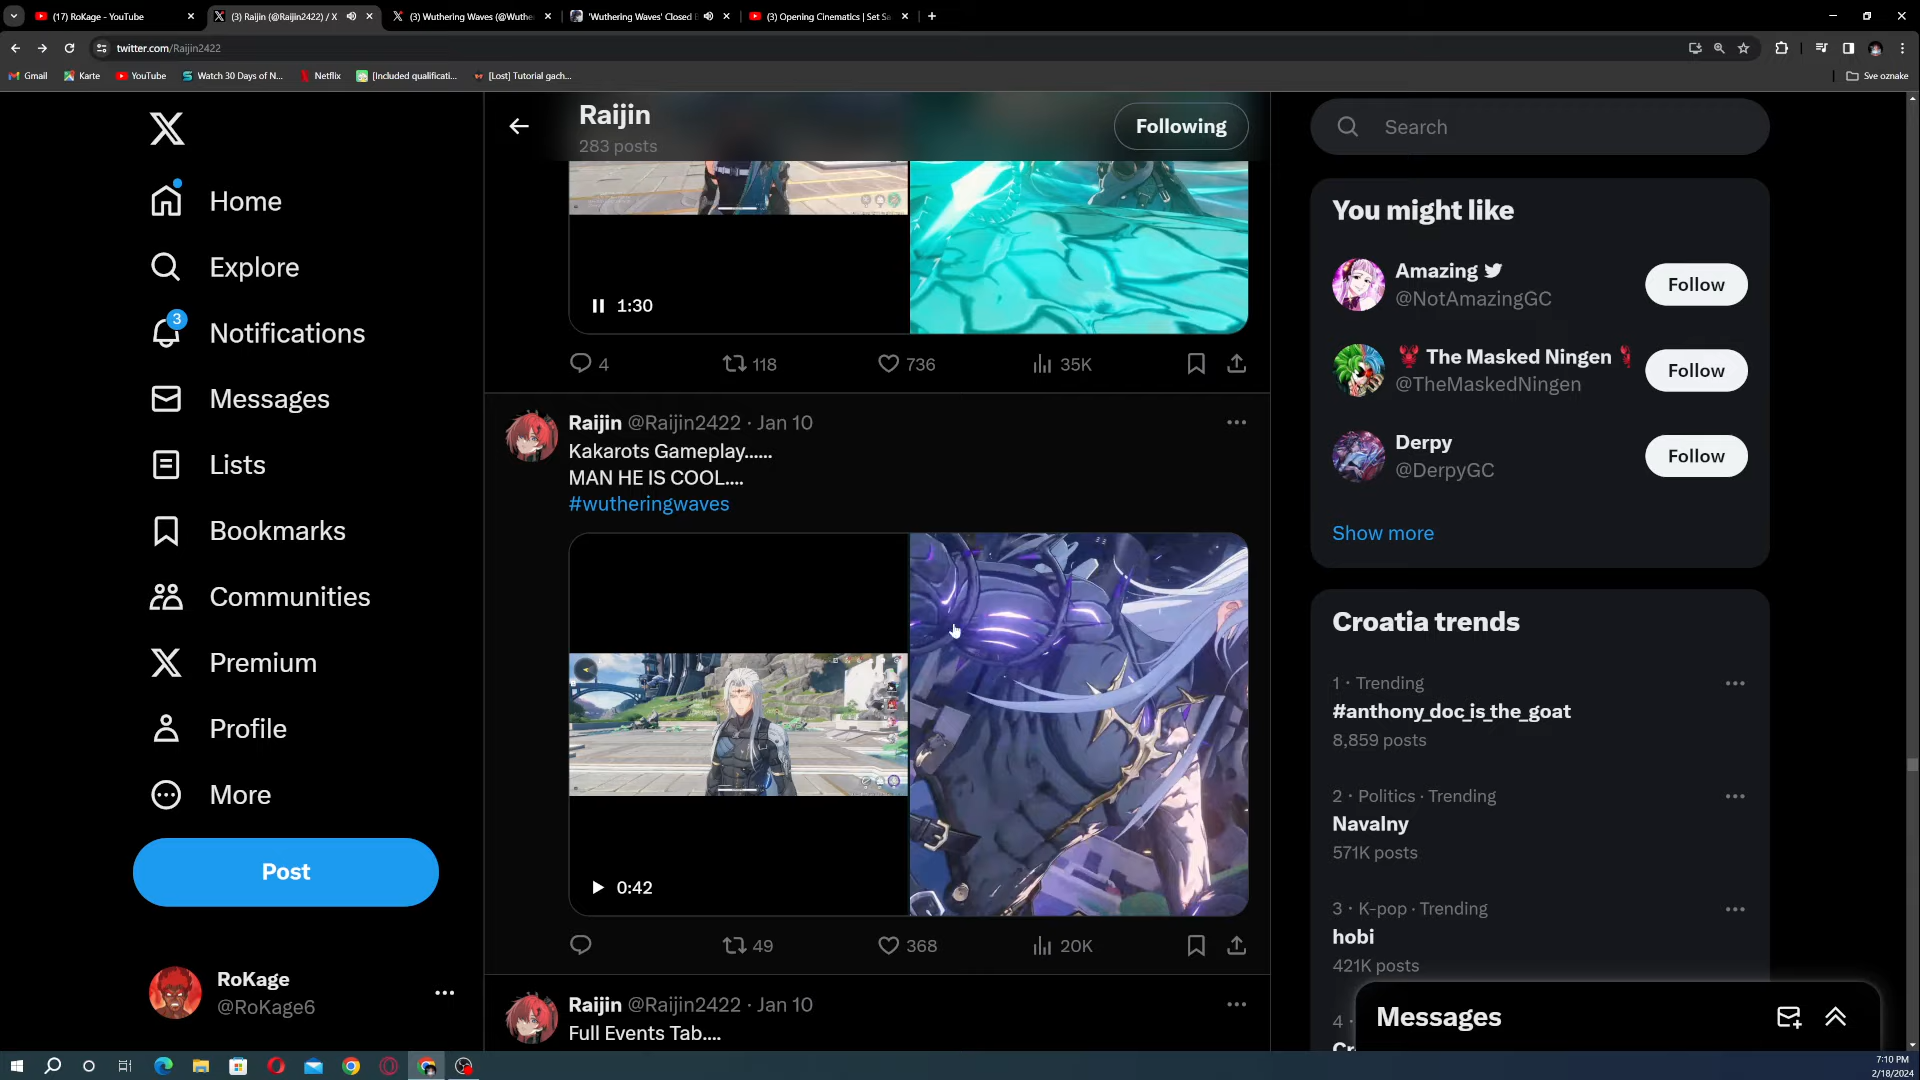 (17) RoKage - YouTube
(3) Raijin (@Raijin2422) / X
(3) Wuthering Waves (@Wuthe
'Wuthering Waves' Closed B
(3) Opening Cinematics | Set Sa
twitter.com/Raijin2422
Gmail
Karte
YouTube
Watch 30 Days of N...
Netflix
[Included qualificati...
[Lost] Tutorial gach...
Sve oznake
Home
Explore
3
Notifications
Messages
Lists
Bookmarks
Communities
Premium
Profile
More
Post
RoKage
@RoKage6
Raijin
283 posts
Following
1:30
4
118
736
35K
Raijin @Raijin2422 · Jan 10
Kakarots Gameplay......
MAN HE IS COOL....
#wutheringwaves
0:42
49
368
20K
Raijin @Raijin2422 · Jan 10
Full Events Tab....
Search
You might like
Amazing
@NotAmazingGC
Follow
The Masked Ningen
@TheMaskedNingen
Follow
Derpy
@DerpyGC
Follow
Show more
Croatia trends
1 · Trending
#anthony_doc_is_the_goat
8,859 posts
2 · Politics · Trending
Navalny
571K posts
3 · K-pop · Trending
hobi
421K posts
4 ·
Messages
7:10 PM
2/18/2024